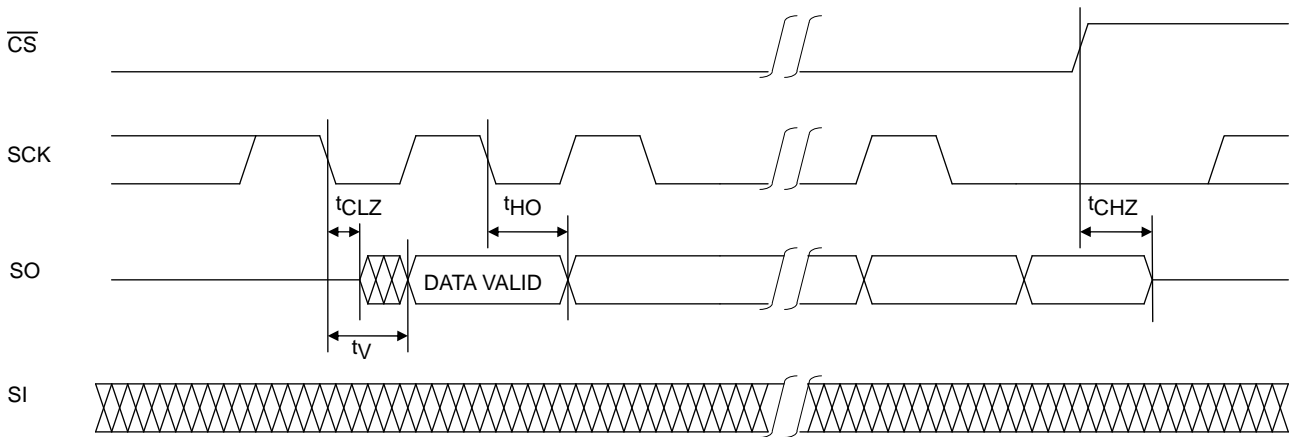 CS
SCK
tCLZ
tHO
tCHZ
SO
DATA VALID
tV
SI